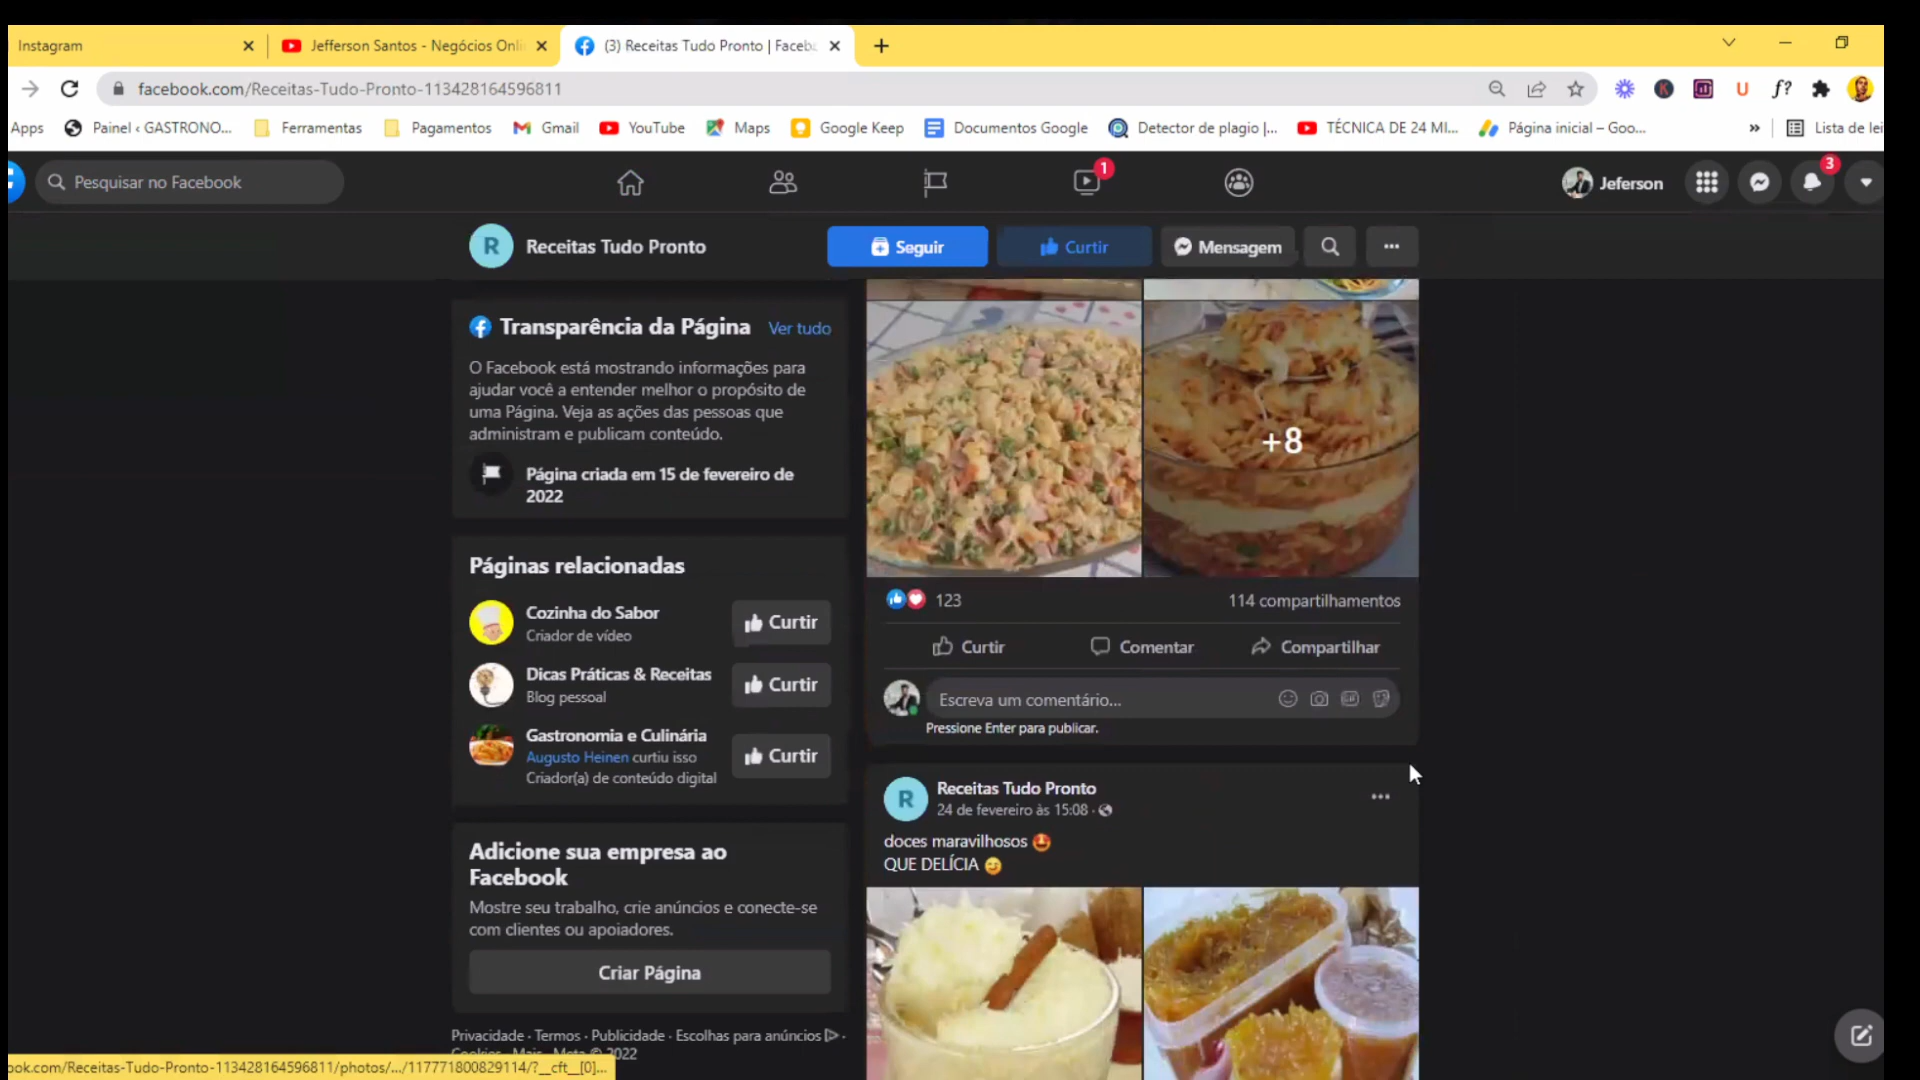 Instagram
Jefferson Santos - Negócios Onli
(3) Receitas Tudo Pronto | Faceb
facebook.com/Receitas-Tudo-Pronto-113428164596811
U
f?
Apps
Painel ‹ GASTRONO...
Ferramentas
Pagamentos
Gmail
YouTube
Maps
Google Keep
Documentos Google
Detector de plagio |...
TÉCNICA DE 24 MI...
Página inicial – Goo...
»
Lista de lei
Pesquisar no Facebook
1
Jeferson
3
R
Receitas Tudo Pronto
Seguir
Curtir
Mensagem
Transparência da Página
Ver tudo
O Facebook está mostrando informações para
ajudar você a entender melhor o propósito de
uma Página. Veja as ações das pessoas que
administram e publicam conteúdo.
Página criada em 15 de fevereiro de
2022
Páginas relacionadas
Cozinha do Sabor
Criador de vídeo
Curtir
Dicas Práticas & Receitas
Blog pessoal
Curtir
Gastronomia e Culinária
Augusto Heinen curtiu isso
Criador(a) de conteúdo digital
Curtir
Adicione sua empresa ao
Facebook
Mostre seu trabalho, crie anúncios e conecte-se
com clientes ou apoiadores.
Criar Página
Privacidade · Termos · Publicidade · Escolhas para anúncios ·
Cookies · Mais · Meta © 2022
ook.com/Receitas-Tudo-Pronto-113428164596811/photos/.../117771800829114/?__cft__[0]...
+8
123
114 compartilhamentos
Curtir
Comentar
Compartilhar
Escreva um comentário...
Pressione Enter para publicar.
R
Receitas Tudo Pronto
24 de fevereiro às 15:08 ·
doces maravilhosos
QUE DELÍCIA